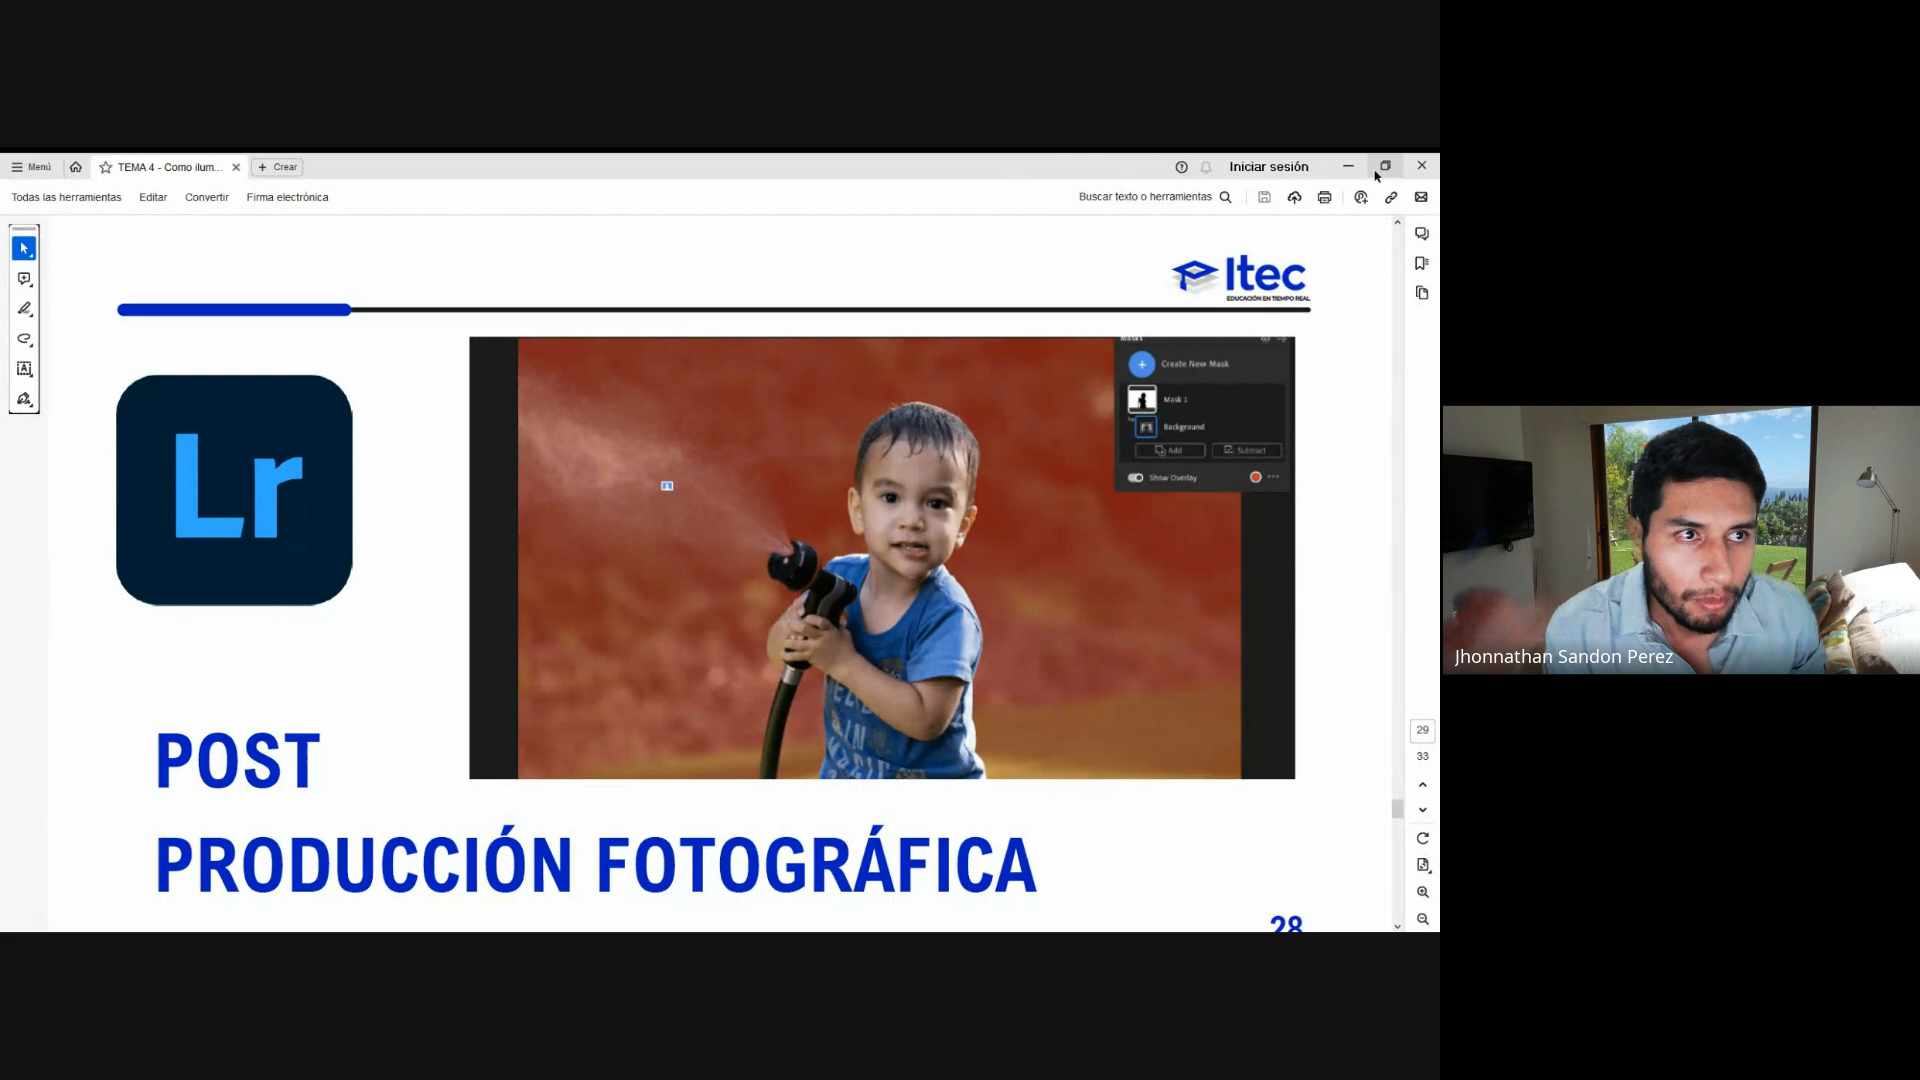 Menú
TEMA 4 - Como ilum...
Crear
Iniciar sesión
Todas las herramientas
Editar
Convertir
Firma electrónica
Buscar texto o herramientas
Itec
EDUCACIÓN EN TIEMPO REAL
Lr
Masks
Create New Mask
Mask 1
Background
Add
Subtract
Show Overlay
POST
PRODUCCIÓN FOTOGRÁFICA
28
29
33
Jhonnathan Sandon Perez